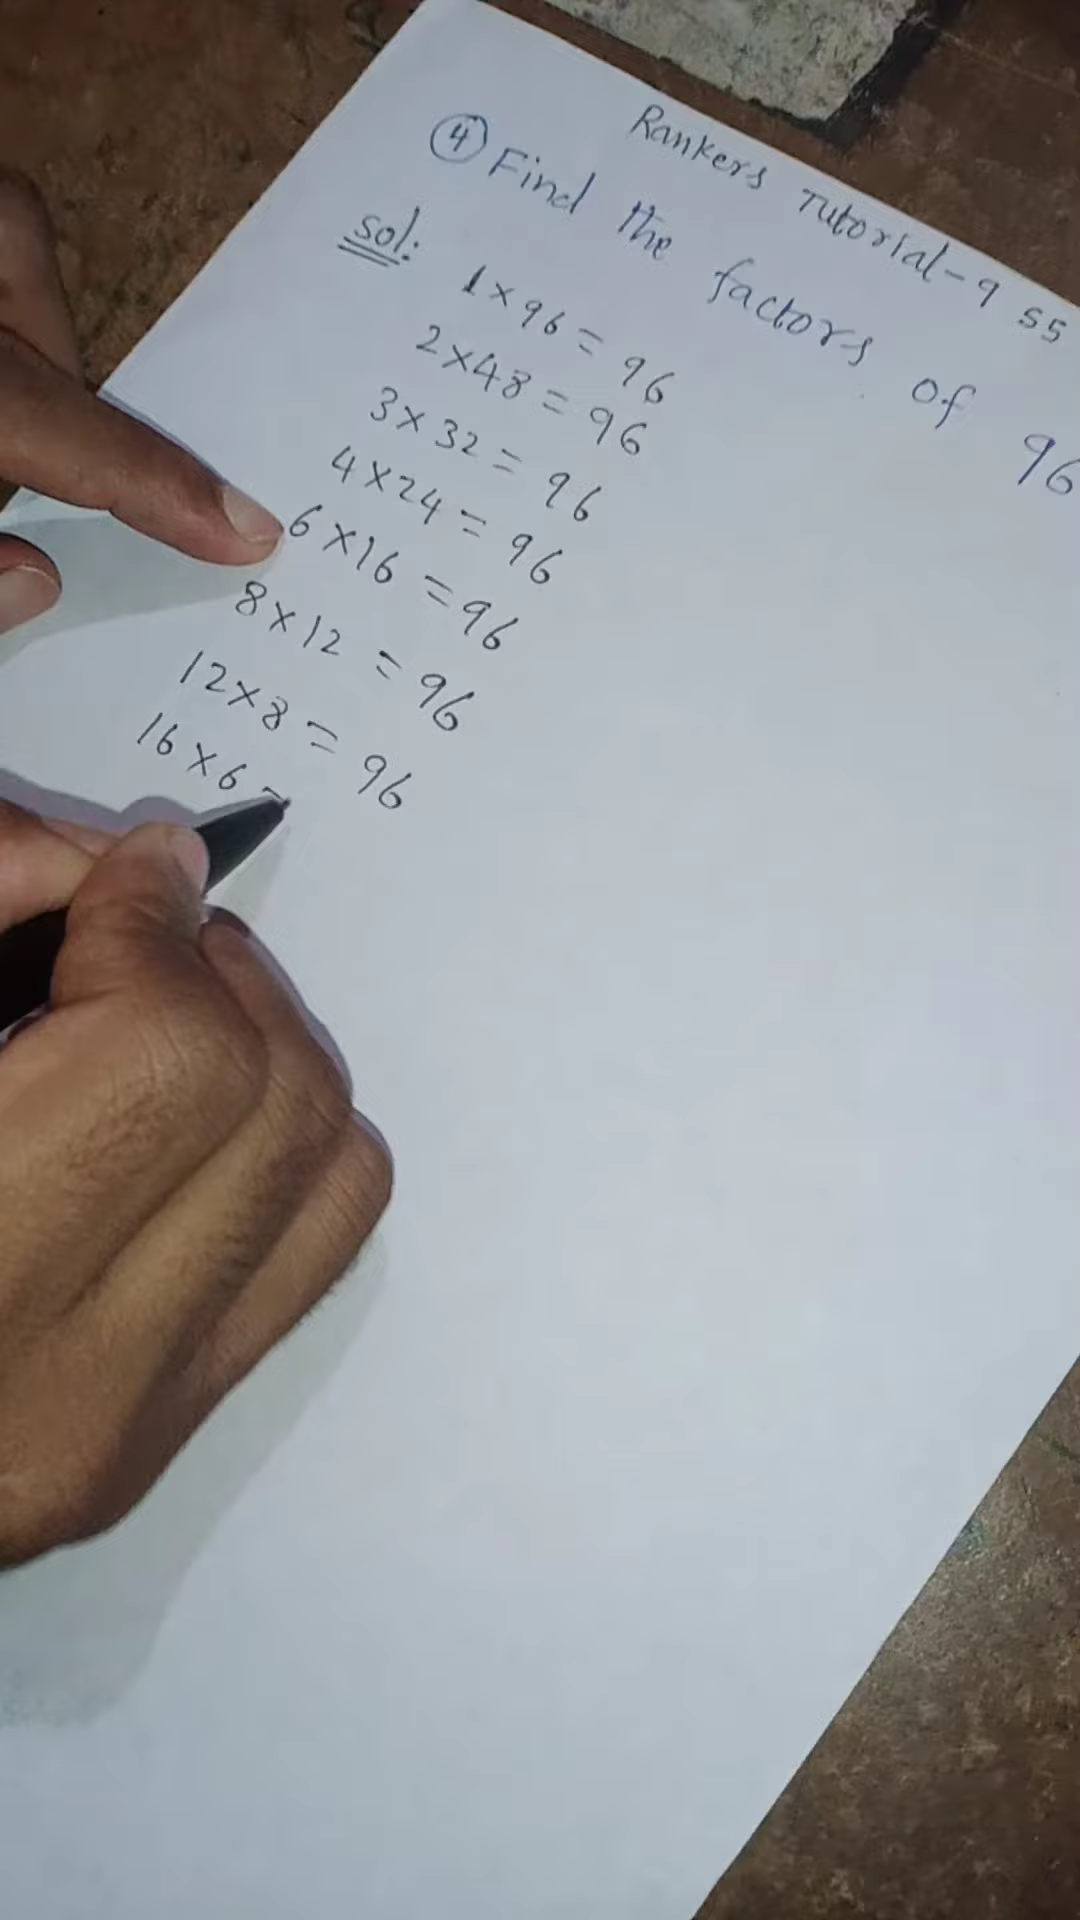 Rankers Tutorial-9 55
④ Find the factors of 96
sol:
1 × 96 = 96
2 × 48 = 96
3 × 32 = 96
4 × 24 = 96
6 × 16 = 96
8 × 12 = 96
12 × 8 = 96
16 × 6 =